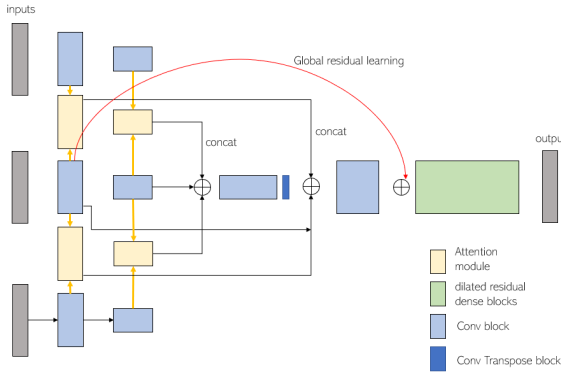 inputs
Global residual learning
concat
concat
outpu
Attention
module
dilated residual
dense blocks
Conv block
Conv Transpose block